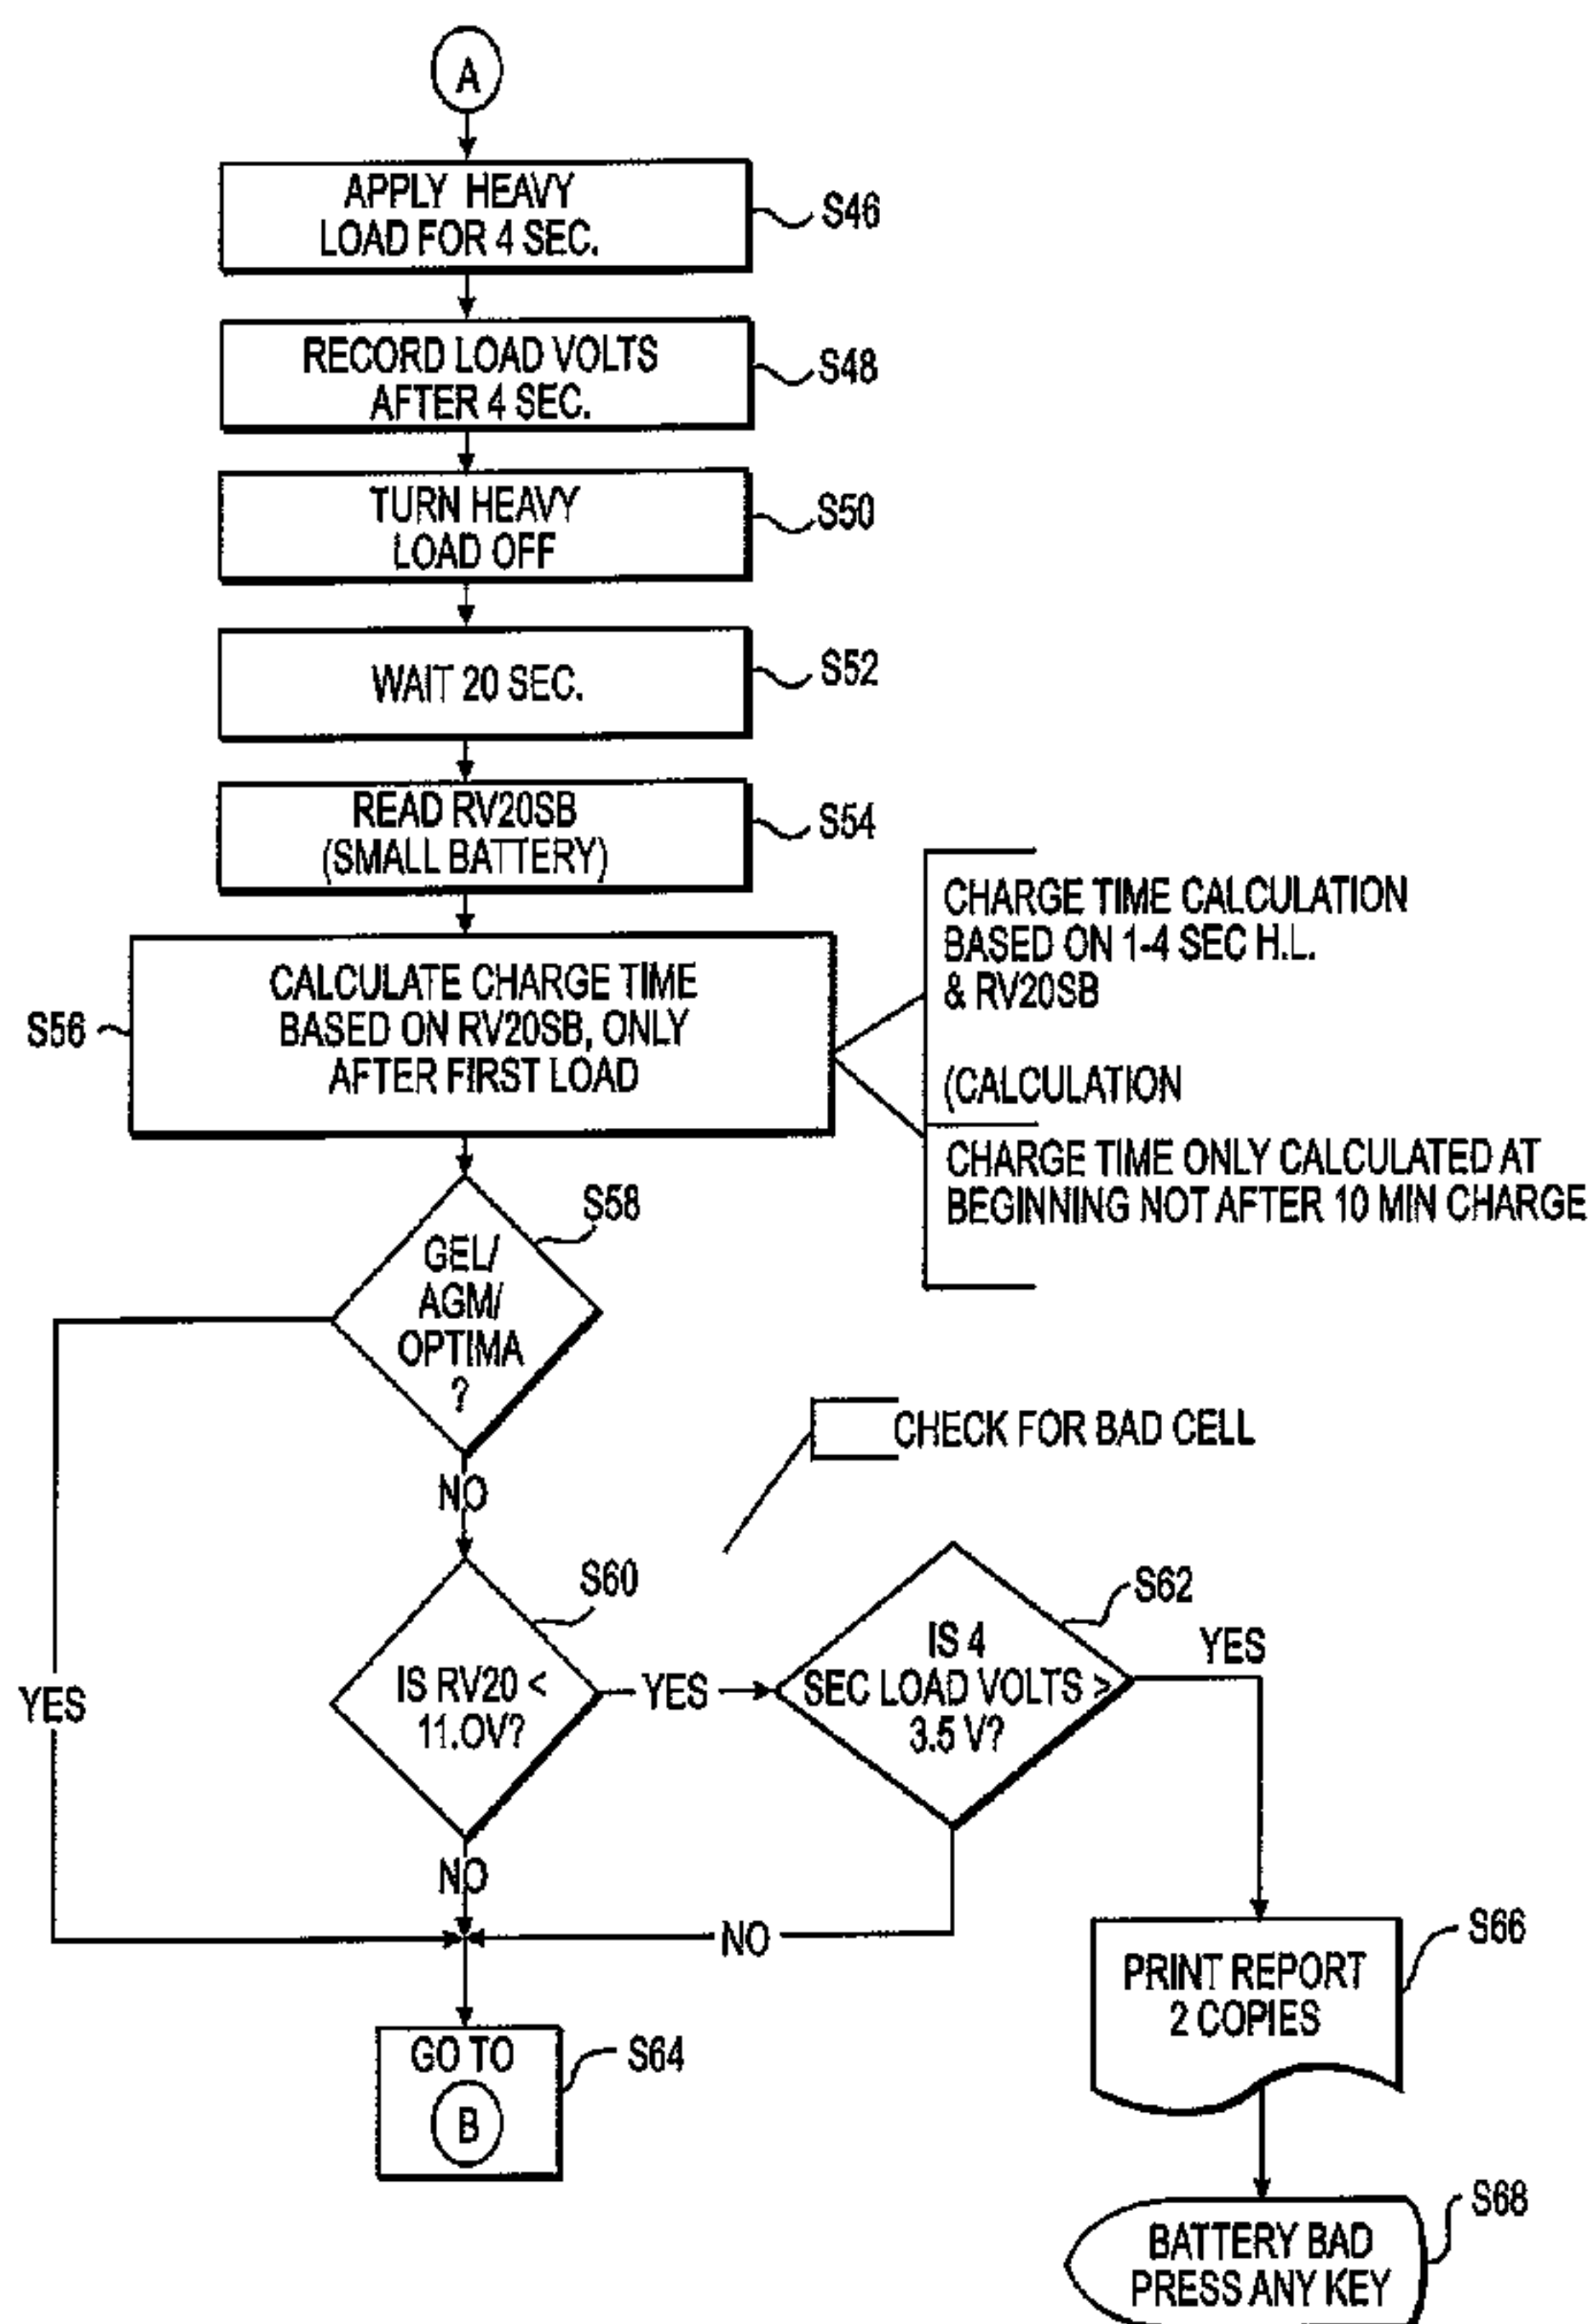 A
APPLY HEAVY
LOAD FOR 4 SEC.
S46
RECORD LOAD VOLTS
AFTER 4 SEC.
S48
TURN HEAVY
LOAD OFF
S50
WAIT 20 SEC.
S52
READ RV20SB
(SMALL BATTERY)
S54
CALCULATE CHARGE TIME
BASED ON RV20SB, ONLY
AFTER FIRST LOAD
S56
CHARGE TIME CALCULATION
BASED ON 1-4 SEC H.L.
& RV20SB
(CALCULATION
CHARGE TIME ONLY CALCULATED AT
BEGINNING NOT AFTER 10 MIN CHARGE
S58
GEL/
AGM/
OPTIMA
?
YES
NO
CHECK FOR BAD CELL
S60
IS RV20 <
11.OV?
YES
NO
S62
IS 4
SEC LOAD VOLTS >
3.5 V?
YES
NO
GO TO
B
S64
PRINT REPORT
2 COPIES
S66
BATTERY BAD
PRESS ANY KEY
S68